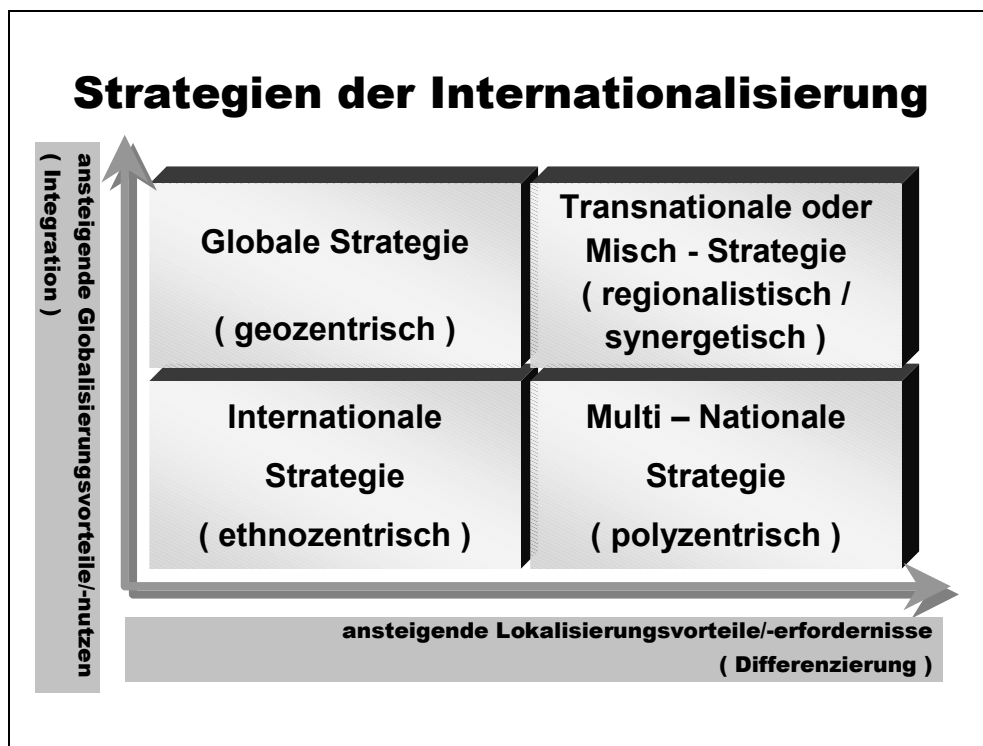 Strategien der Internationalisierung
ansteigende Globalisierungsvorteile/-nutzen
( Integration )
Globale Strategie
( geozentrisch )
Transnationale oder
Misch - Strategie
( regionalistisch /
synergetisch )
Internationale
Strategie
( ethnozentrisch )
Multi – Nationale
Strategie
( polyzentrisch )
ansteigende Lokalisierungsvorteile/-erfordernisse
( Differenzierung )